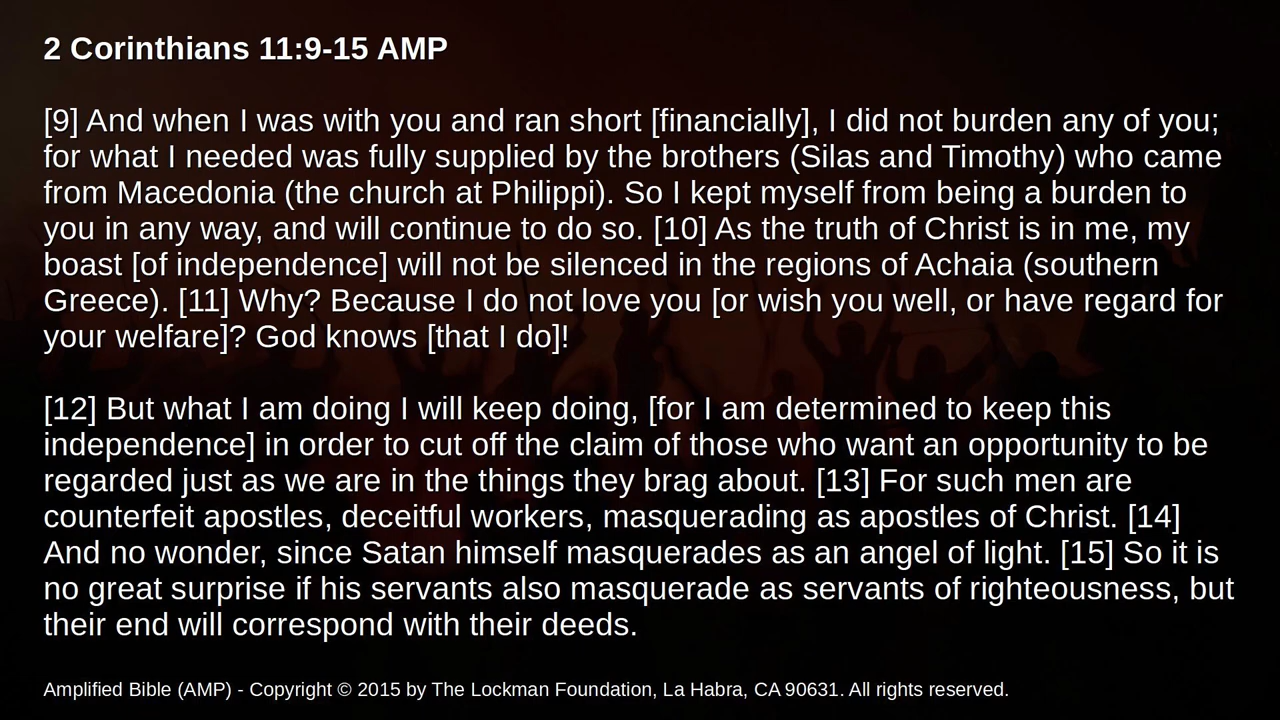 2 Corinthians 11:9-15 AMP
[9] And when I was with you and ran short [financially], I did not burden any of you;
for what I needed was fully supplied by the brothers (Silas and Timothy) who came
from Macedonia (the church at Philippi). So I kept myself from being a burden to
you in any way, and will continue to do so. [10] As the truth of Christ is in me, my
boast [of independence] will not be silenced in the regions of Achaia (southern
Greece). [11] Why? Because I do not love you [or wish you well, or have regard for
your welfare]? God knows [that I do]!
[12] But what I am doing I will keep doing, [for I am determined to keep this
independence] in order to cut off the claim of those who want an opportunity to be
regarded just as we are in the things they brag about. [13] For such men are
counterfeit apostles, deceitful workers, masquerading as apostles of Christ. [14]
And no wonder, since Satan himself masquerades as an angel of light. [15] So it is
no great surprise if his servants also masquerade as servants of righteousness, but
their end will correspond with their deeds.
Amplified Bible (AMP) - Copyright © 2015 by The Lockman Foundation, La Habra, CA 90631. All rights reserved.